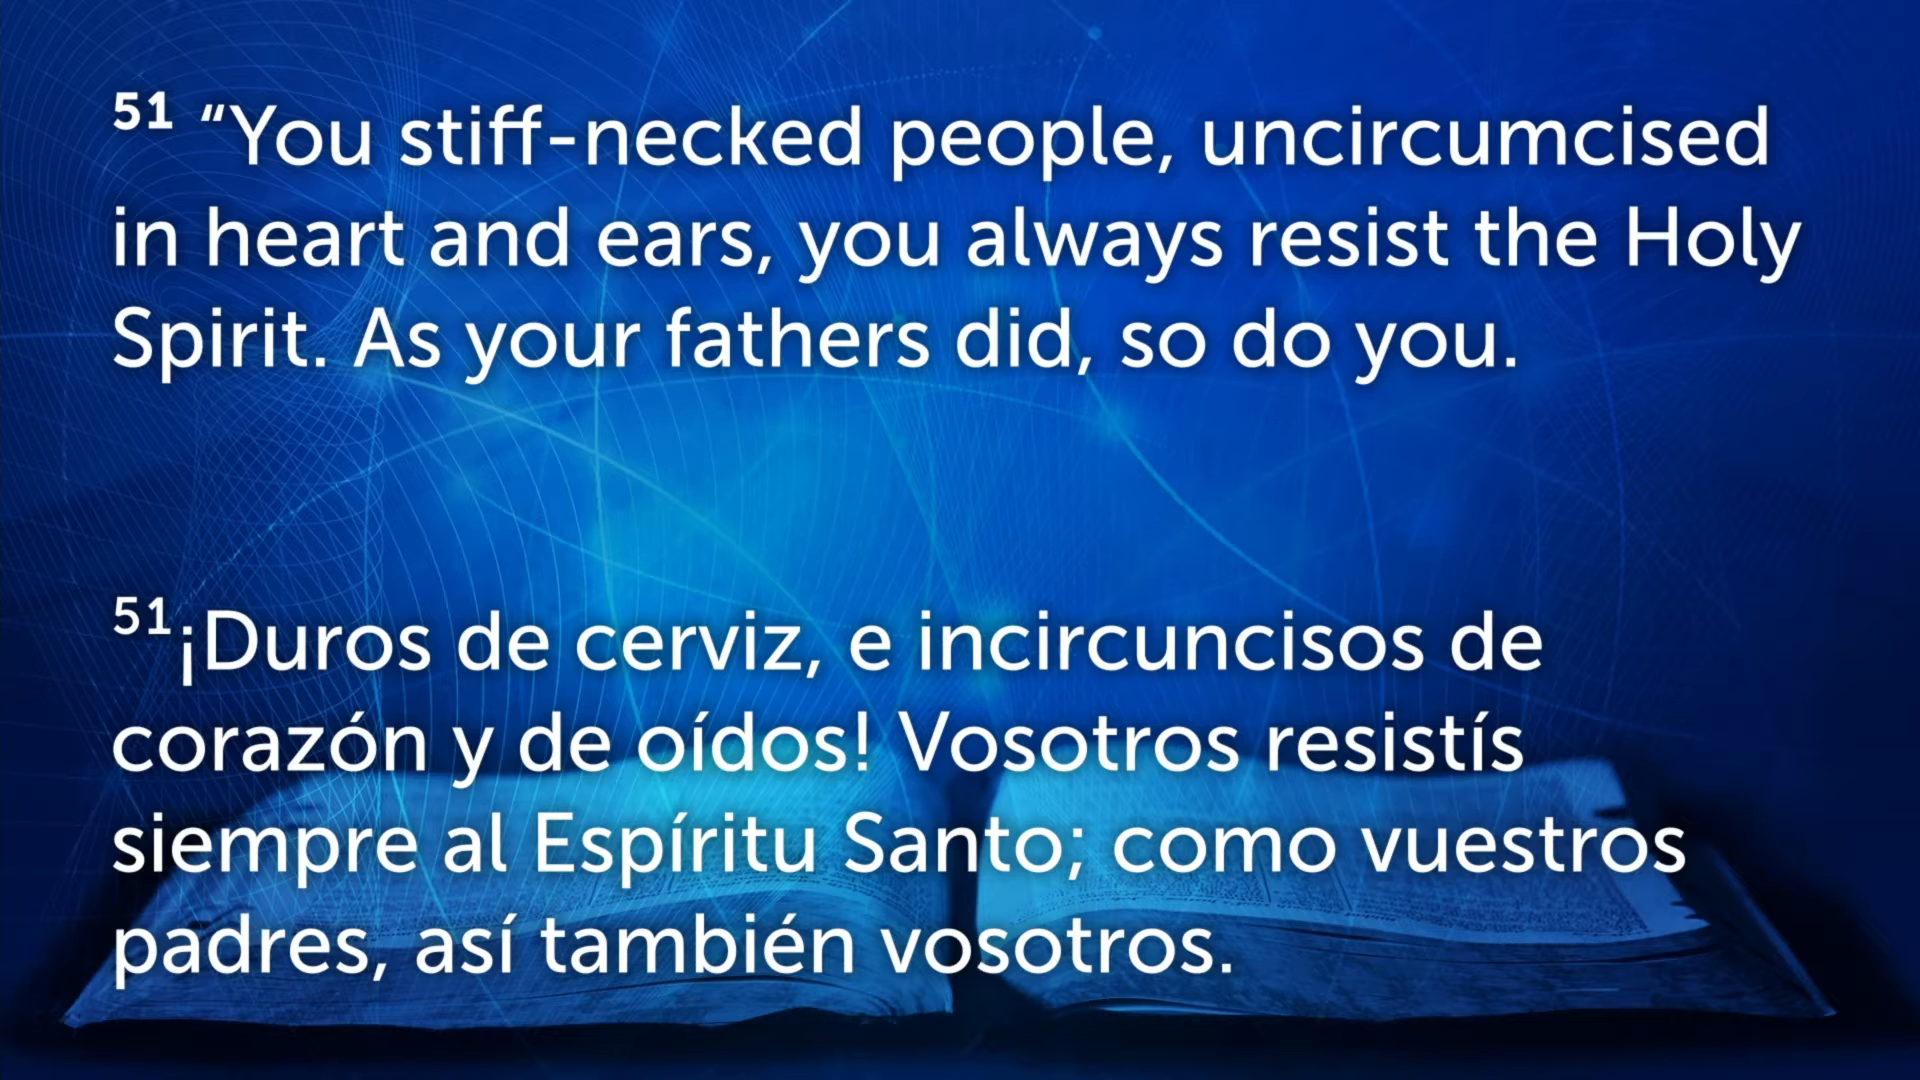 51 “You stiff-necked people, uncircumcised
in heart and ears, you always resist the Holy
Spirit. As your fathers did, so do you.
51¡Duros de cerviz, e incircuncisos de
corazón y de oídos! Vosotros resistís
siempre al Espíritu Santo; como vuestros
padres, así también vosotros.